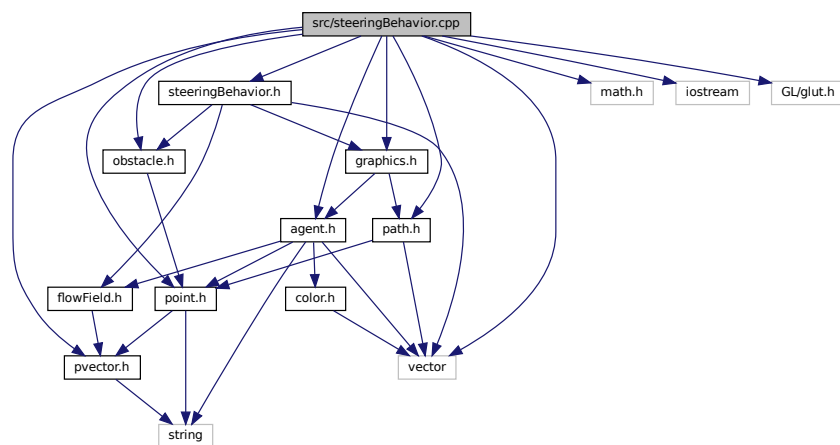 src/steeringBehavior.cpp
steeringBehavior.h
math.h
iostream
GL/glut.h
obstacle.h
graphics.h
agent.h
path.h
flowField.h
point.h
color.h
pvector.h
vector
string